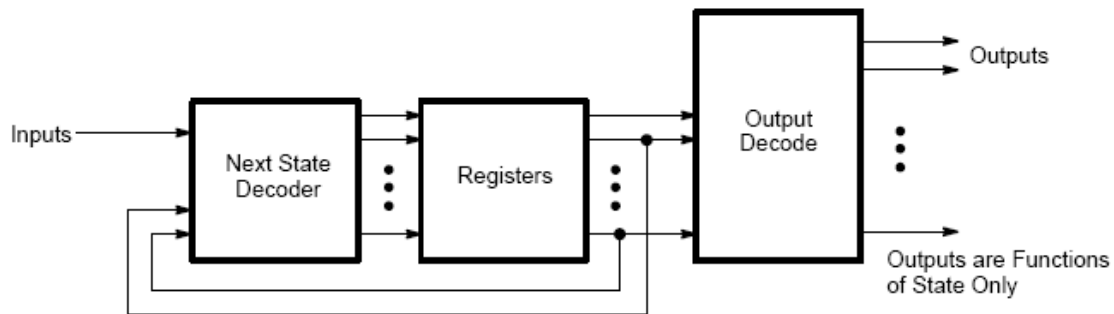 Inputs
Next State
Decoder
Registers
Output
Decode
Outputs
Outputs are Functions
of State Only